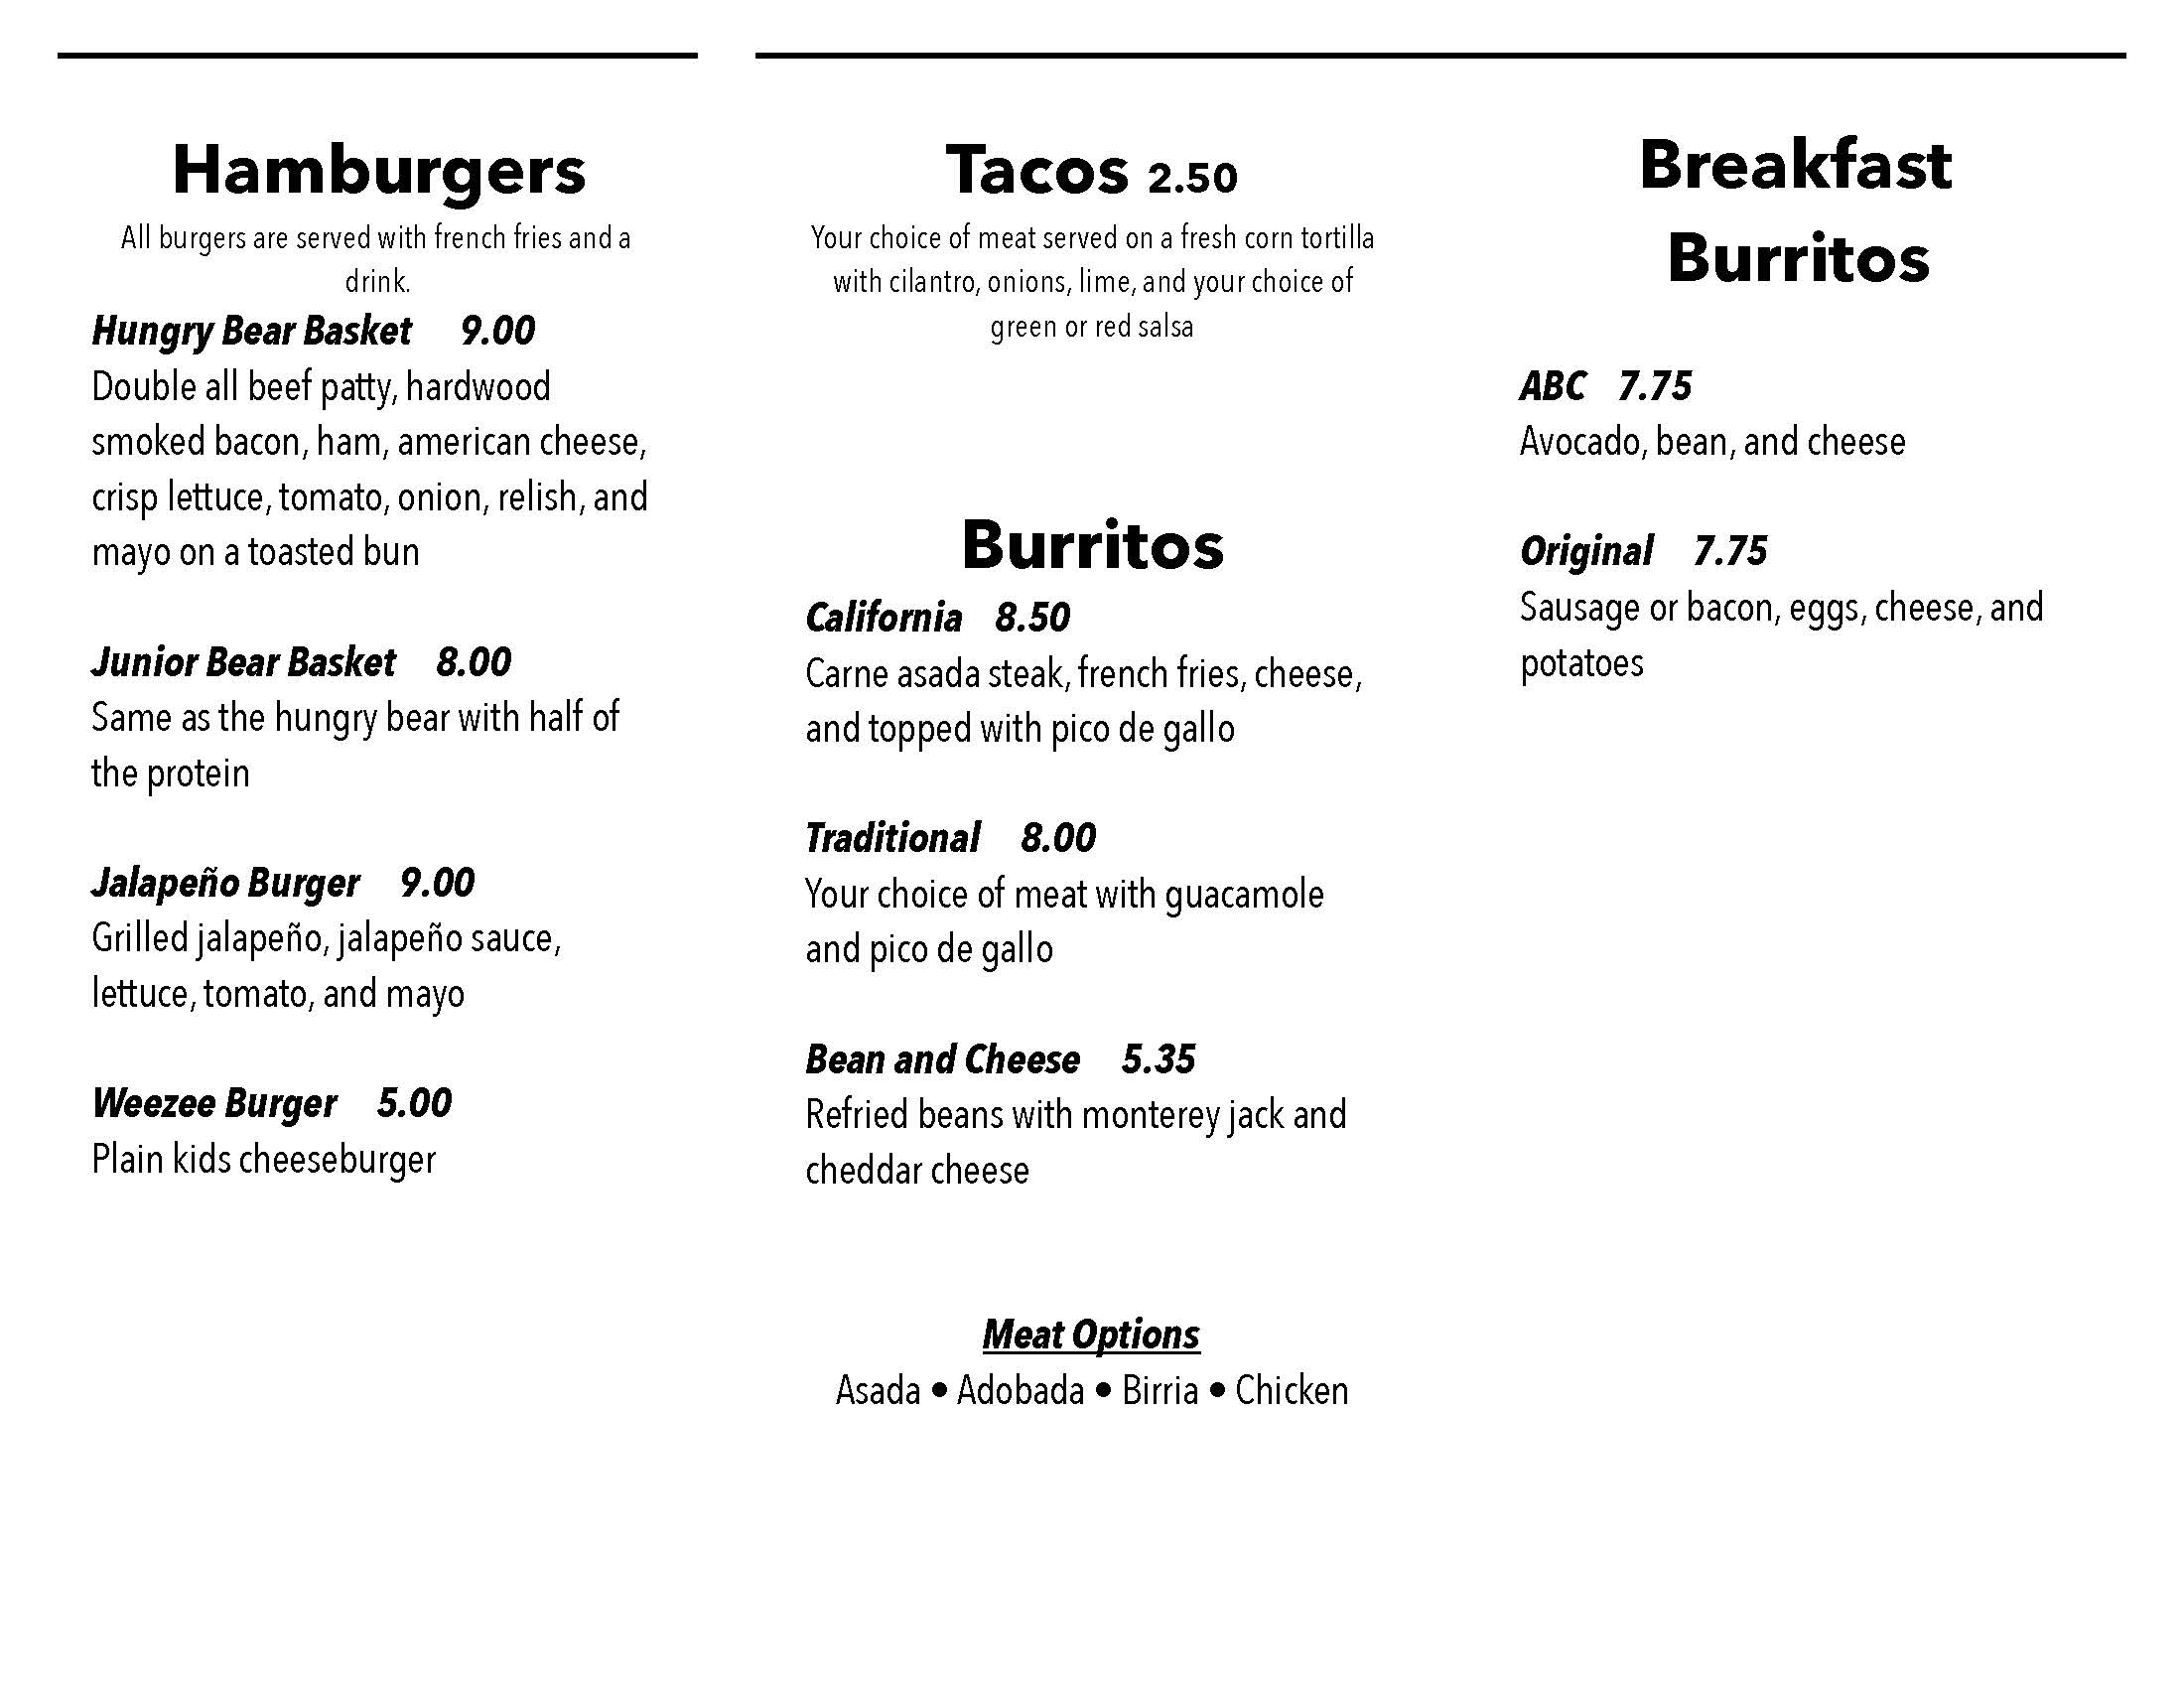 Hamburgers
All burgers are served with french fries and a
drink.
Hungry Bear Basket 9.00
Double all beef patty, hardwood
smoked bacon, ham, american cheese,
crisp lettuce, tomato, onion, relish, and
mayo on a toasted bun
Junior Bear Basket 8.00
Same as the hungry bear with half of
the protein
Jalapeño Burger 9.00
Grilled jalapeño, jalapeño sauce,
lettuce, tomato, and mayo
Weezee Burger 5.00
Plain kids cheeseburger
Tacos 2.50
Your choice of meat served on a fresh corn tortilla
with cilantro, onions, lime, and your choice of
green or red salsa
Burritos
California 8.50
Carne asada steak, french fries, cheese,
and topped with pico de gallo
Traditional 8.00
Your choice of meat with guacamole
and pico de gallo
Bean and Cheese 5.35
Refried beans with monterey jack and
cheddar cheese
Meat Options
Asada • Adobada • Birria • Chicken
Breakfast
Burritos
ABC 7.75
Avocado, bean, and cheese
Original 7.75
Sausage or bacon, eggs, cheese, and
potatoes